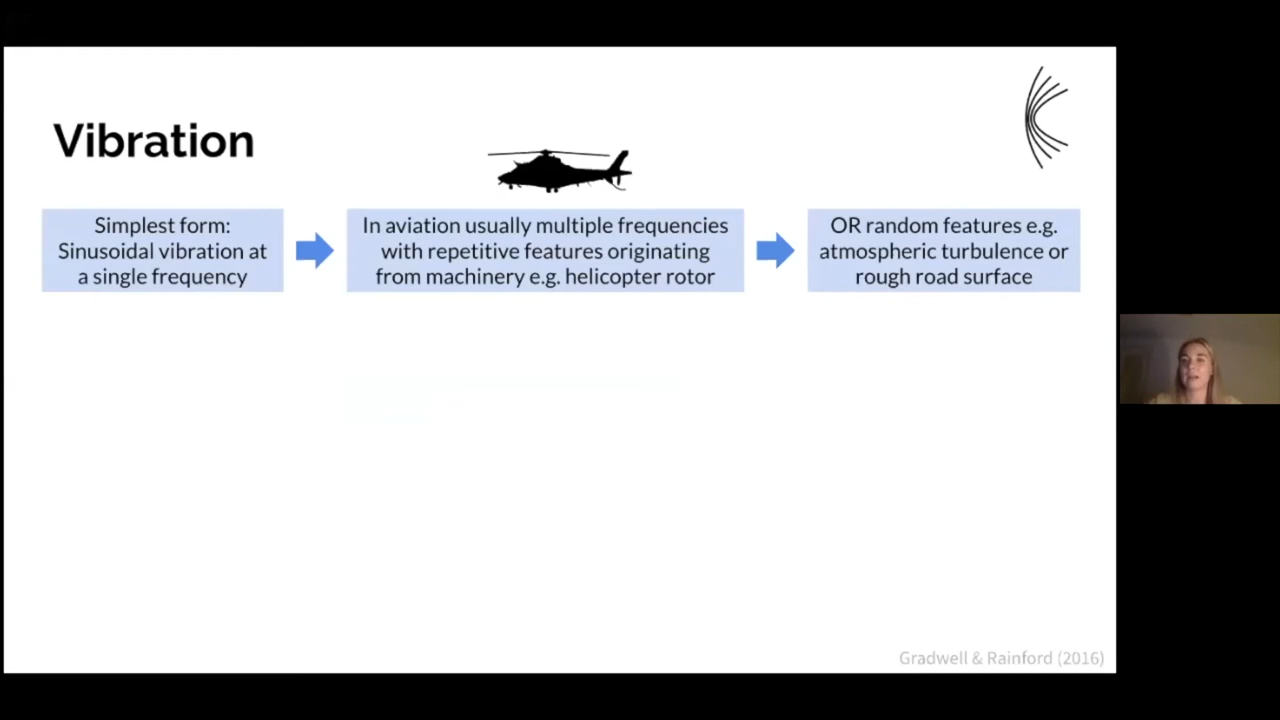 Vibration
Simplest form:
Sinusoidal vibration at
a single frequency
In aviation usually multiple frequencies
with repetitive features originating
from machinery e.g. helicopter rotor
OR random features e.g.
atmospheric turbulence or
rough road surface
Gradwell & Rainford (2016)